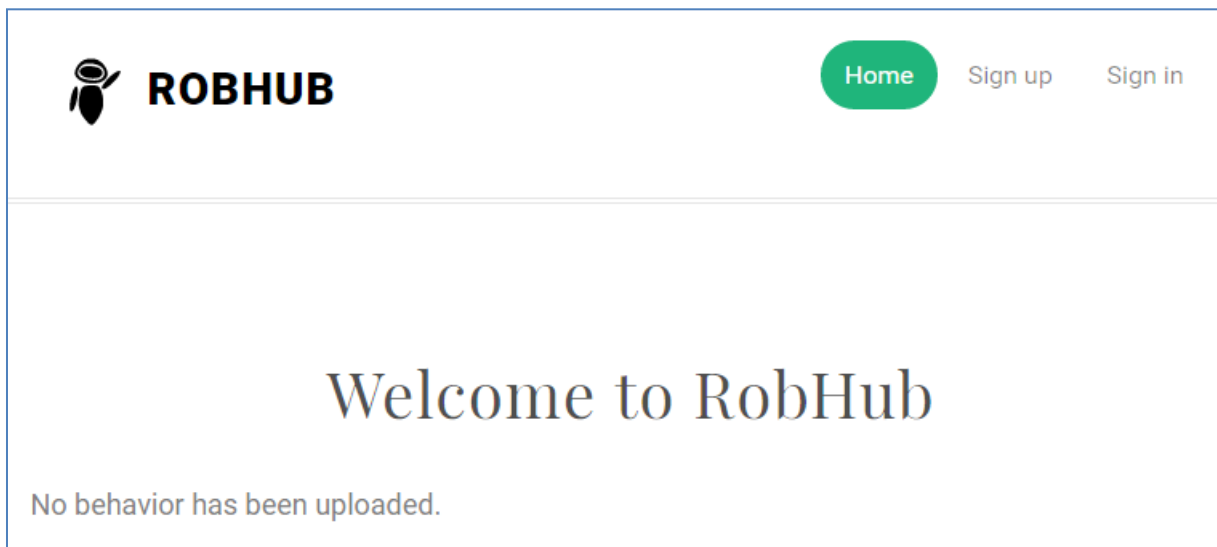 ROBHUB
Home Sign up Sign in
Welcome to RobHub
No behavior has been uploaded.